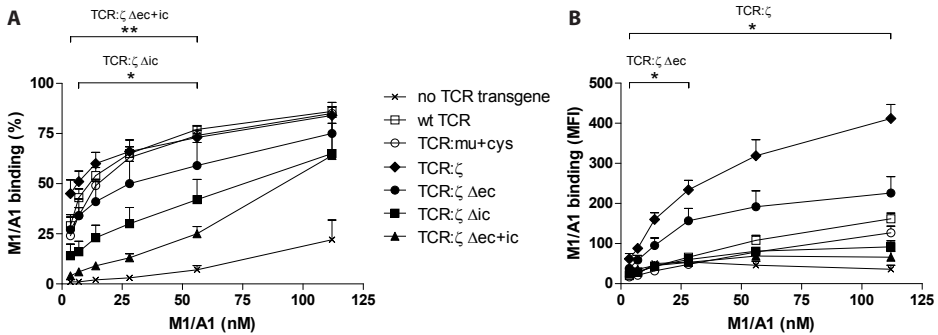 A
TCR:ζ Δec+ic
**
TCR:ζ Δic
*
M1/A1 binding (%)
100
75
50
25
0
0 25 50 75 100 125
M1/A1 (nM)
no TCR transgene
wt TCR
TCR:mu+cys
TCR:ζ
TCR:ζ Δec
TCR:ζ Δic
TCR:ζ Δec+ic
B
TCR:ζ
*
TCR:ζ Δec
*
M1/A1 binding (MFI)
500
400
300
200
100
0
0 25 50 75 100 125
M1/A1 (nM)